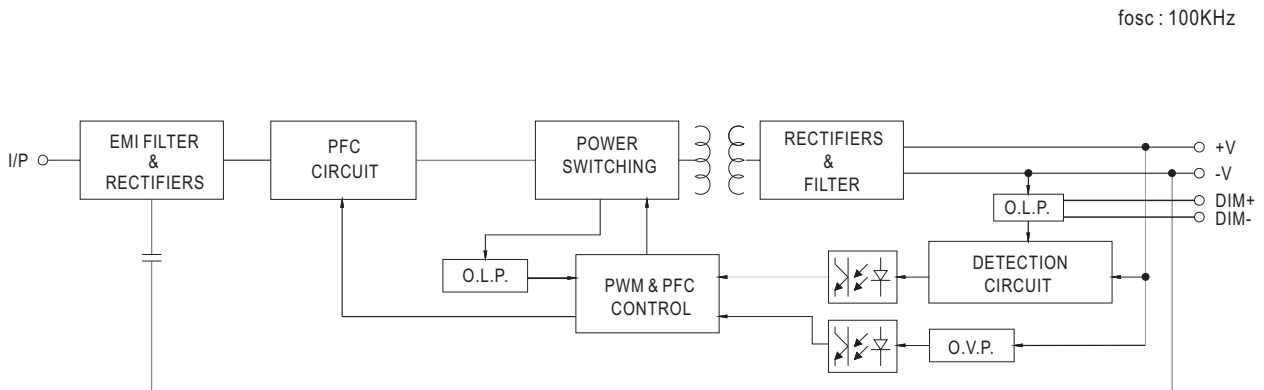 fosc : 100KHz
I/P
EMI FILTER
&
RECTIFIERS
PFC
CIRCUIT
POWER
SWITCHING
RECTIFIERS
&
FILTER
+V
-V
DIM+
DIM-
O.L.P.
O.L.P.
PWM & PFC
CONTROL
DETECTION
CIRCUIT
O.V.P.